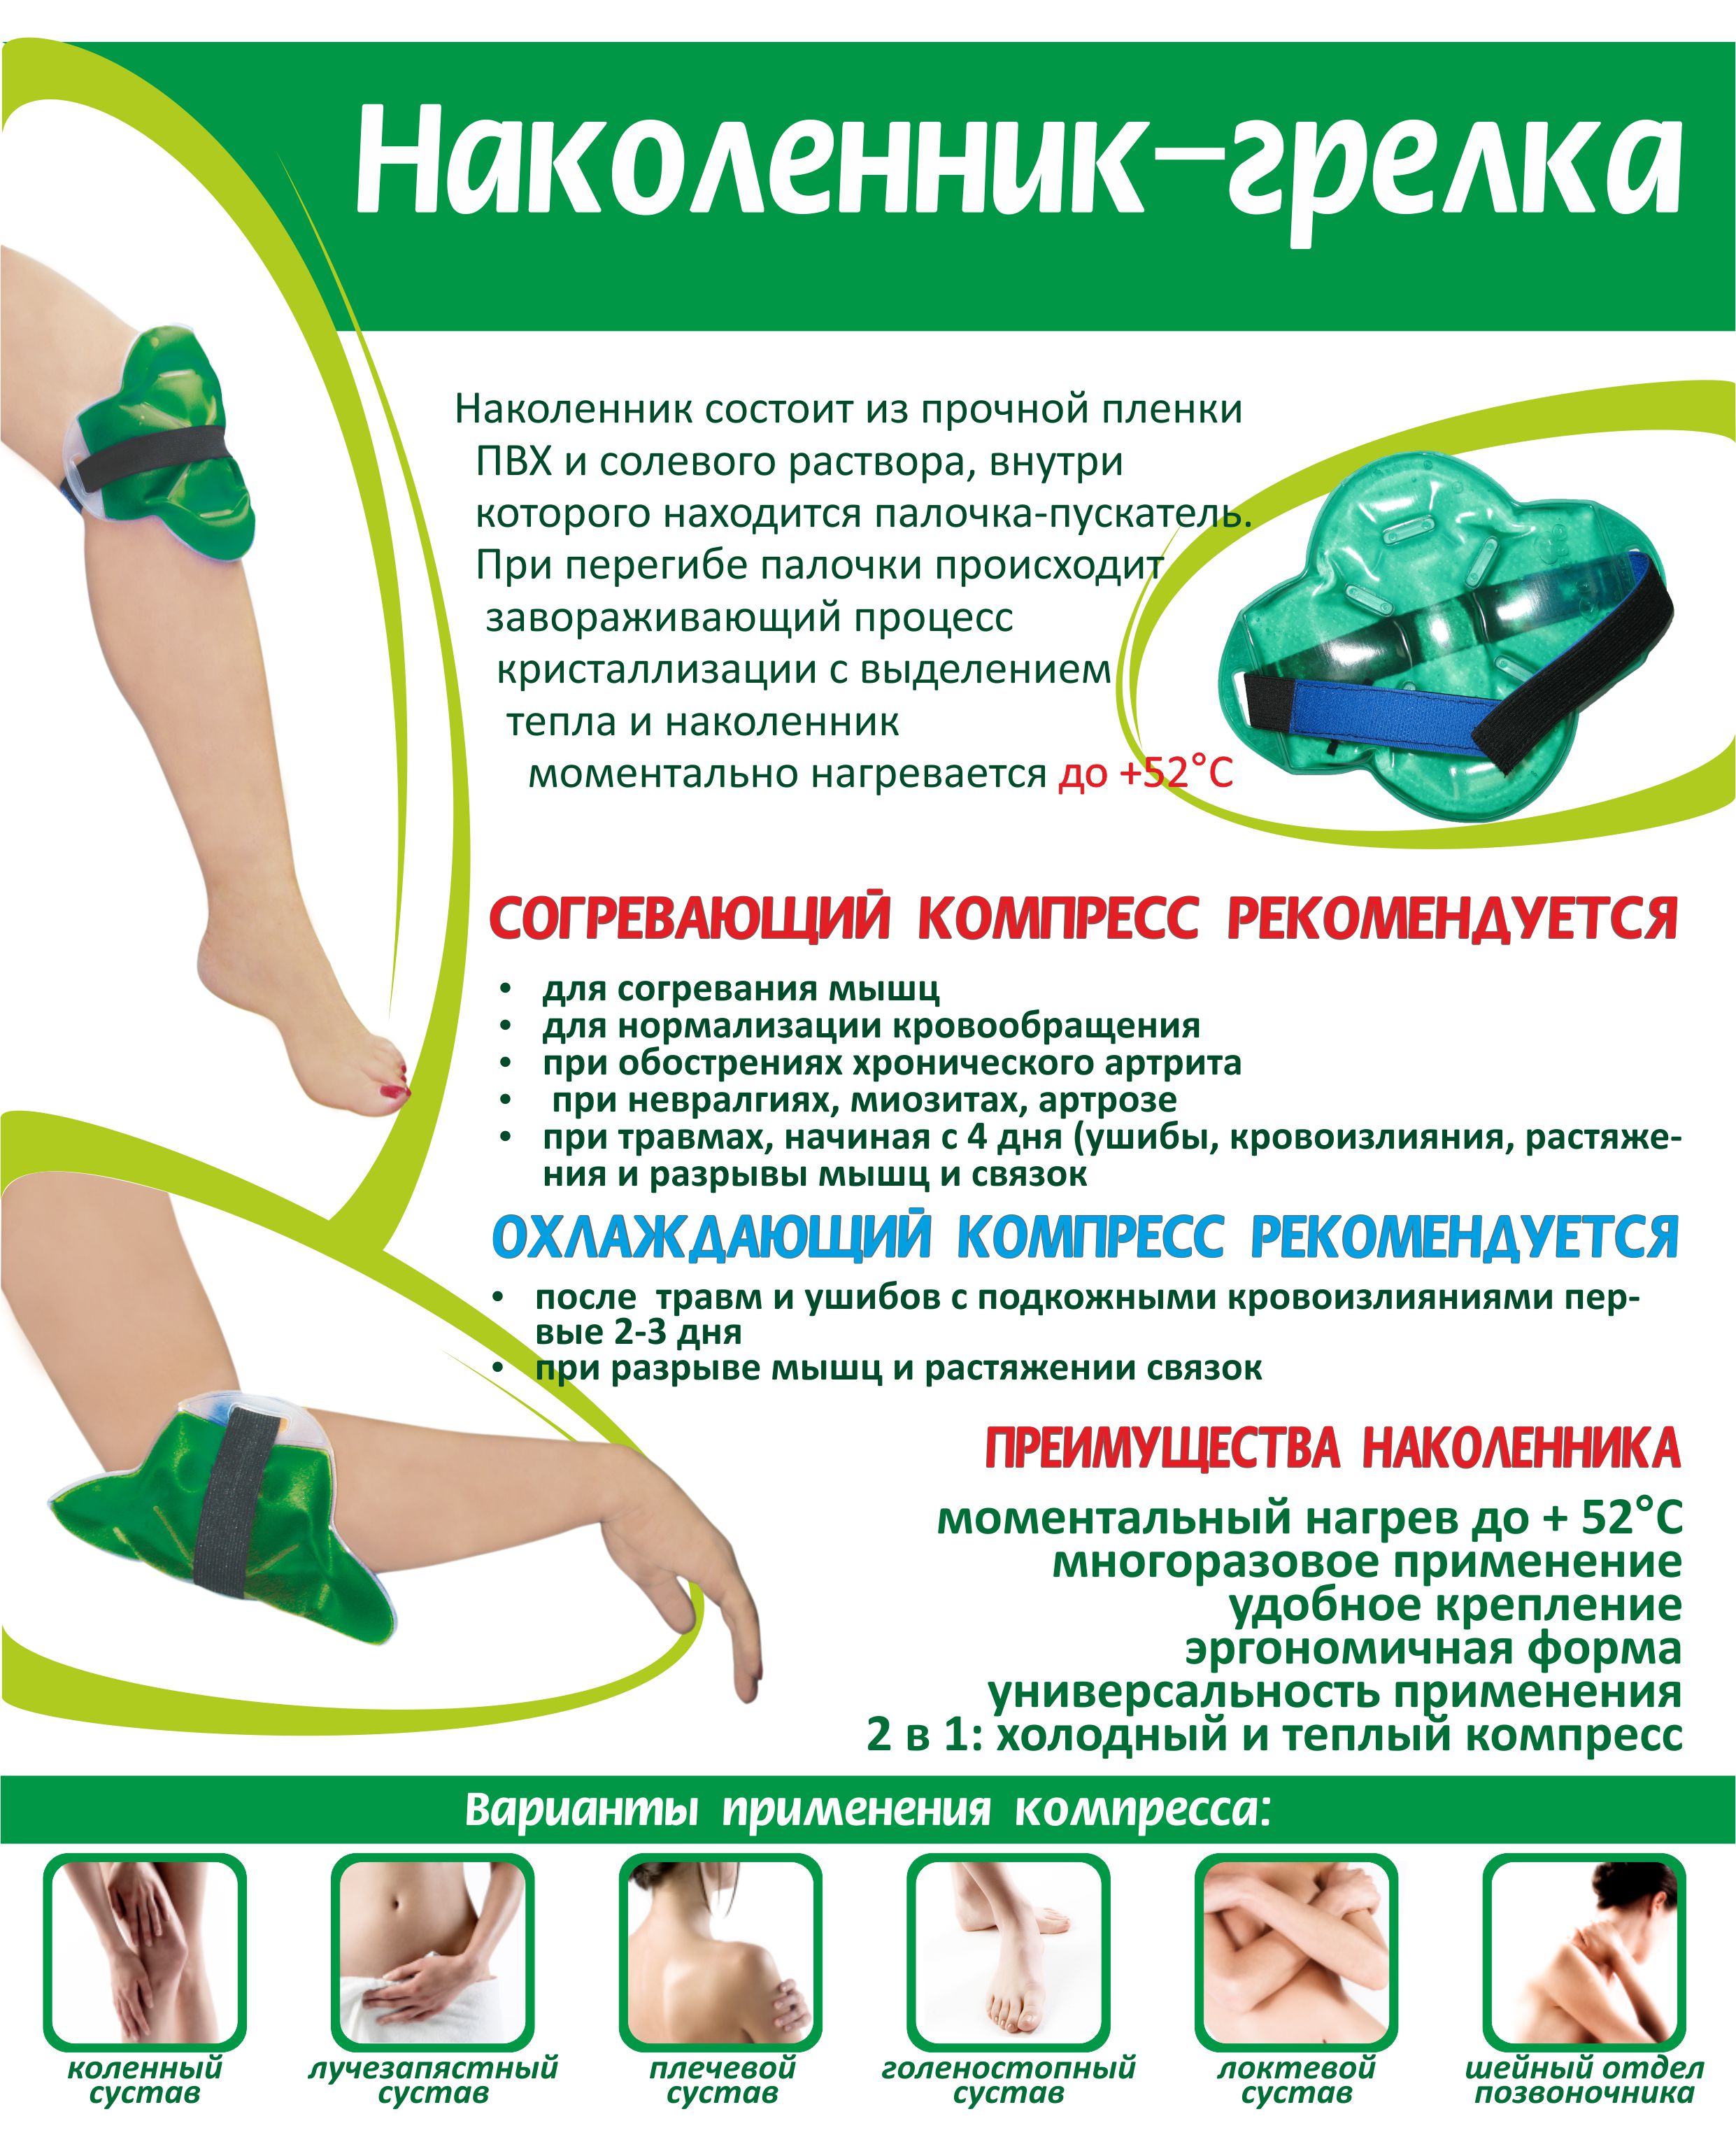 Наколенник-грелка
Наколенник состоит из прочной пленки
ПВХ и солевого раствора, внутри
которого находится палочка-пускатель.
При перегибе палочки происходит
завораживающий процесс
кристаллизации с выделением
тепла и наколенник
моментально нагревается до +52°С
СОГРЕВАЮЩИЙ КОМПРЕСС РЕКОМЕНДУЕТСЯ
• для согревания мышц
• для нормализации кровообращения
• при обострениях хронического артрита
• при невралгиях, миозитах, артрозе
• при травмах, начиная с 4 дня (ушибы, кровоизлияния, растяже-
ния и разрывы мышц и связок
ОХЛАЖДАЮЩИЙ КОМПРЕСС РЕКОМЕНДУЕТСЯ
• после травм и ушибов с подкожными кровоизлияниями пер-
вые 2-3 дня
• при разрыве мышц и растяжении связок
ПРЕИМУЩЕСТВА НАКОЛЕННИКА
моментальный нагрев до + 52°С
многоразовое применение
удобное крепление
эргономичная форма
универсальность применения
2 в 1: холодный и теплый компресс
Варианты применения компресса:
коленный
сустав
лучезапястный
сустав
плечевой
сустав
голеностопный
сустав
локтевой
сустав
шейный отдел
позвоночника